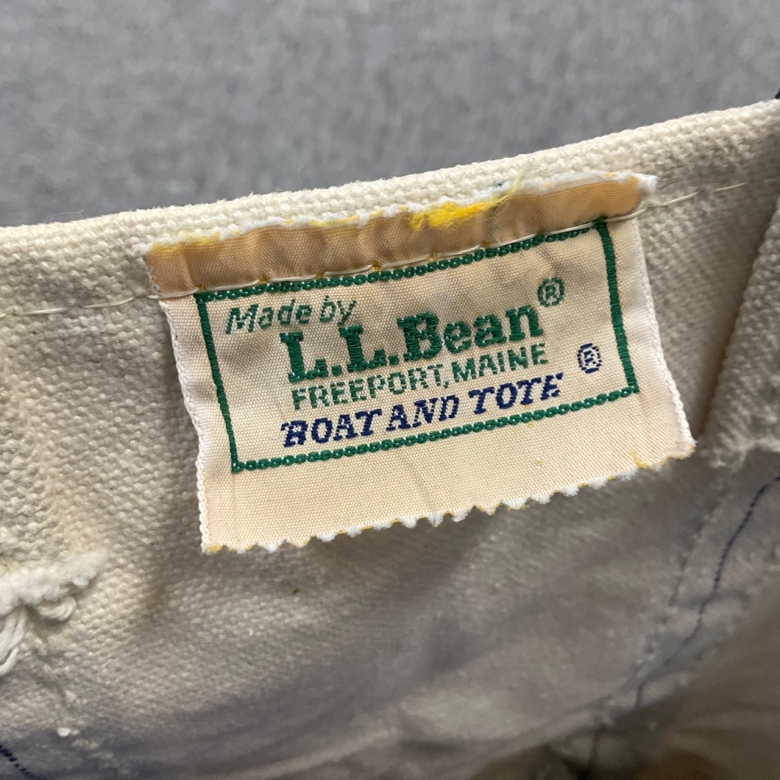 Made by
L.L.Bean®
FREEPORT, MAINE
BOAT AND TOTE ®